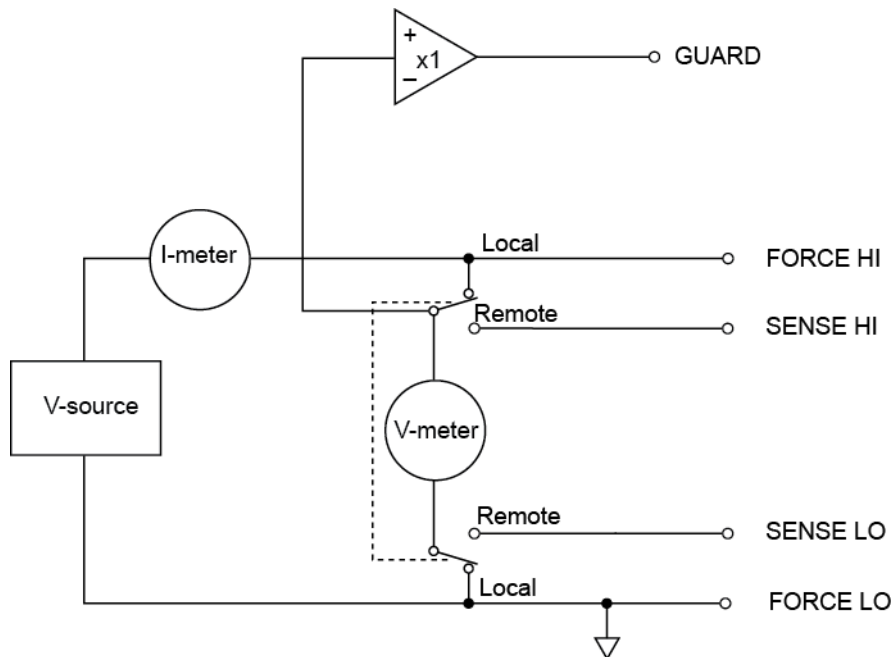 +
x1
−
GUARD
I-meter
Local
FORCE HI
Remote
SENSE HI
V-source
V-meter
Remote
SENSE LO
Local
FORCE LO